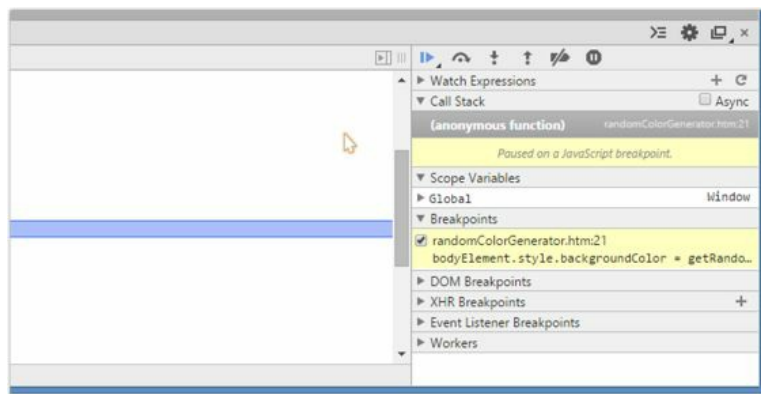 Watch Expressions
Call Stack
Async
(anonymous function)
randomColorGenerator.htm:21
Paused on a JavaScript breakpoint.
Scope Variables
Global
Window
Breakpoints
randomColorGenerator.htm:21
bodyElement.style.backgroundColor = getRando…
DOM Breakpoints
XHR Breakpoints
Event Listener Breakpoints
Workers